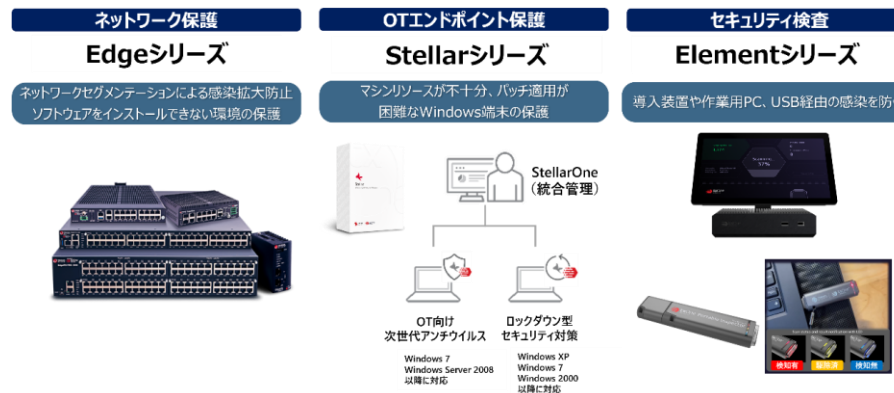 ネットワーク保護
Edgeシリーズ
ネットワークセグメンテーションによる感染拡大防止
ソフトウェアをインストールできない環境の保護
OTエンドポイント保護
Stellarシリーズ
マシンリソースが不十分、パッチ適用が
困難なWindows端末の保護
StellarOne
(統合管理)
OT向け
次世代アンチウイルス
Windows 7
Windows Server 2008
以降に対応
ロックダウン型
セキュリティ対策
Windows XP
Windows 7
Windows 2000
以降に対応
セキュリティ検査
Elementシリーズ
導入装置や作業用PC、USB経由の感染を防
検知有
駆除済
検知無